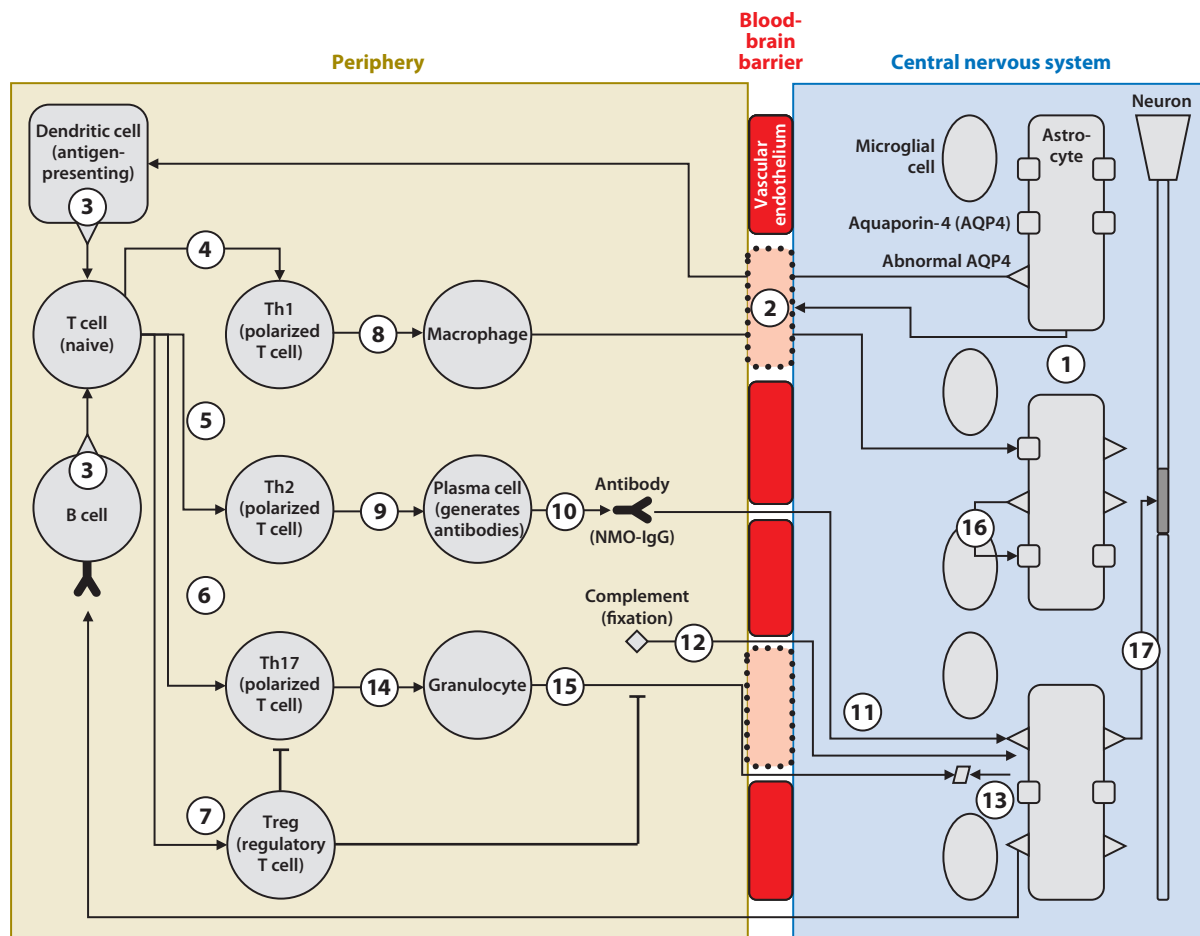 Blood-
brain
barrier
Periphery
Central nervous system
Neuron
Dendritic cell
(antigen-
presenting)
3
Vascular
endothelium
Microglial
cell
Astro-
cyte
Aquaporin-4 (AQP4)
Abnormal AQP4
4
T cell
(naive)
Th1
(polarized
T cell)
8
Macrophage
2
1
5
3
B cell
Th2
(polarized
T cell)
9
Plasma cell
(generates
antibodies)
10
Antibody
(NMO-IgG)
16
6
Complement
(fixation)
12
17
Th17
(polarized
T cell)
14
Granulocyte
15
11
13
7
Treg
(regulatory
T cell)